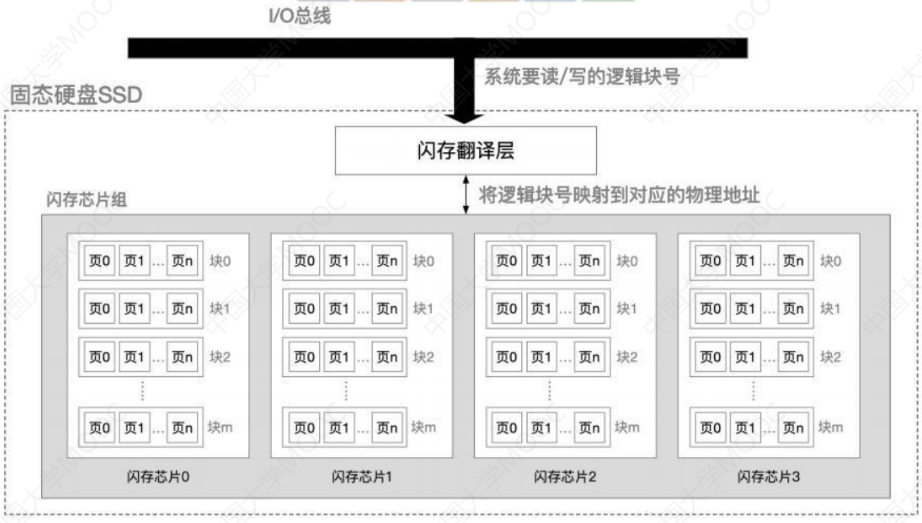 I/O总线
系统要读/写的逻辑块号
固态硬盘SSD
闪存翻译层
将逻辑块号映射到对应的物理地址
闪存芯片组
页0 页1 ... 页n 块0 页0 页1 ... 页n 块0 页0 页1 ... 页n 块0 页0 页1 ... 页n 块0
页0 页1 ... 页n 块1 页0 页1 ... 页n 块1 页0 页1 ... 页n 块1 页0 页1 ... 页n 块1
页0 页1 ... 页n 块2 页0 页1 ... 页n 块2 页0 页1 ... 页n 块2 页0 页1 ... 页n 块2
页0 页1 ... 页n 块m 页0 页1 ... 页n 块m 页0 页1 ... 页n 块m 页0 页1 ... 页n 块m
闪存芯片0 闪存芯片1 闪存芯片2 闪存芯片3
中国大学MOOC